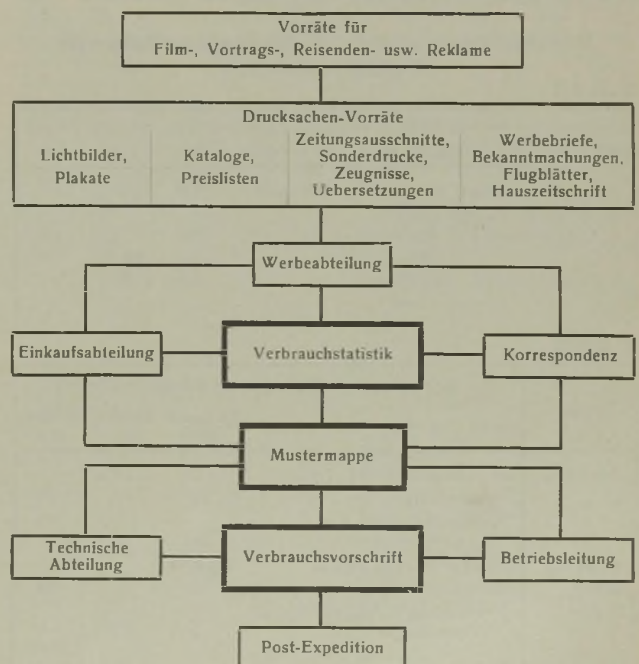 Vorräte für
Film-, Vortrags-, Reisenden- usw. Reklame
Drucksachen-Vorräte
Lichtbilder,
Plakate
Kataloge,
Preislisten
Zeitungsausschnitte,
Sonderdrucke,
Zeugnisse,
Uebersetzungen
Werbebriefe,
Bekanntmachungen,
Flugblätter,
Hauszeitschrift
Werbeabteilung
Einkaufsabteilung
Verbrauchstatistik
Korrespondenz
Mustermappe
Technische
Abteilung
Verbrauchsvorschrift
Betriebsleitung
Post-Expedition